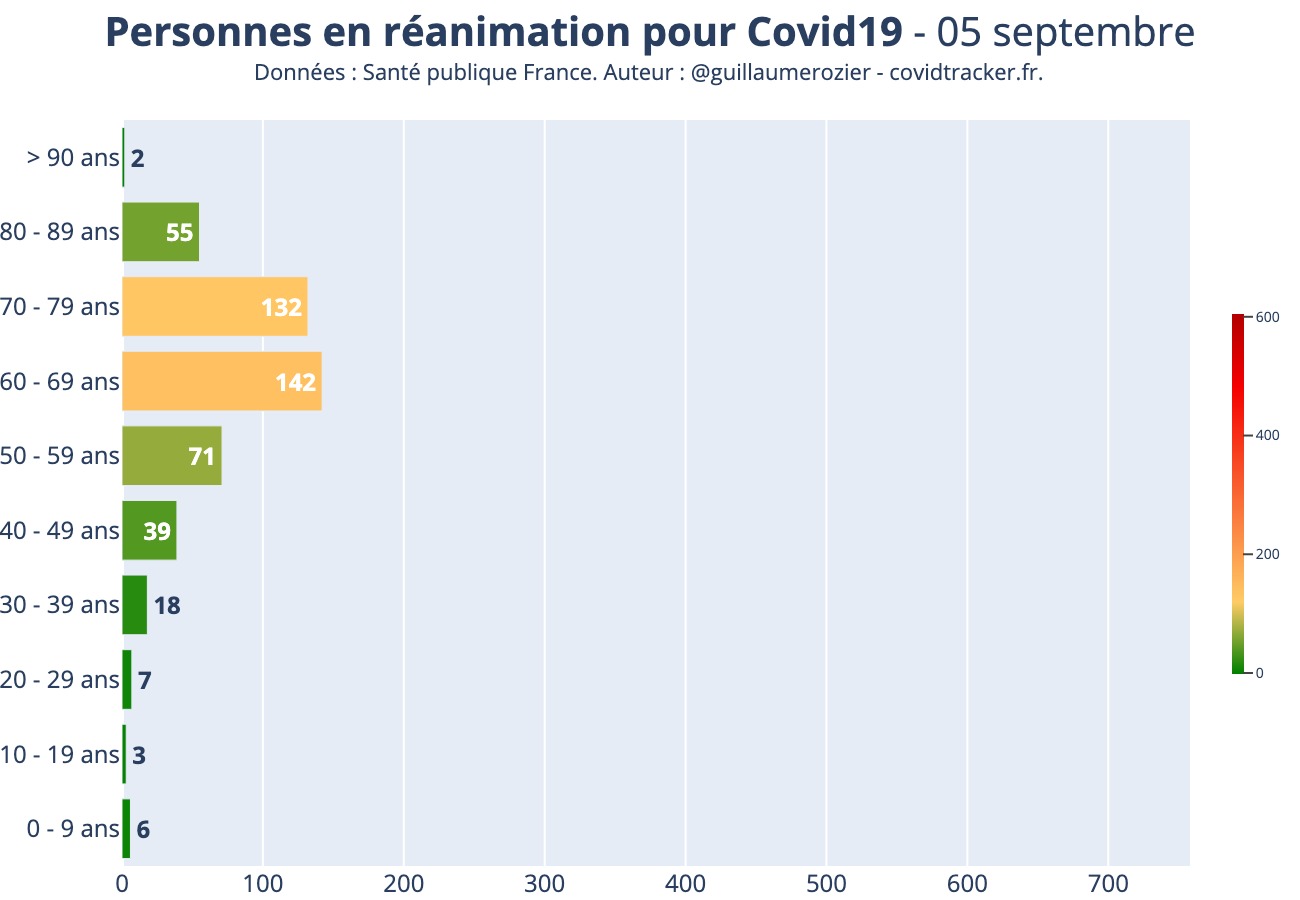 Personnes en réanimation pour Covid19 - 05 septembre
Données : Santé publique France. Auteur : @guillaumerozier - covidtracker.fr.
> 90 ans 2
80 - 89 ans 55
70 - 79 ans 132
60 - 69 ans 142
50 - 59 ans 71
40 - 49 ans 39
30 - 39 ans 18
20 - 29 ans 7
10 - 19 ans 3
0 - 9 ans 6
0 100 200 300 400 500 600 700
600
400
200
0